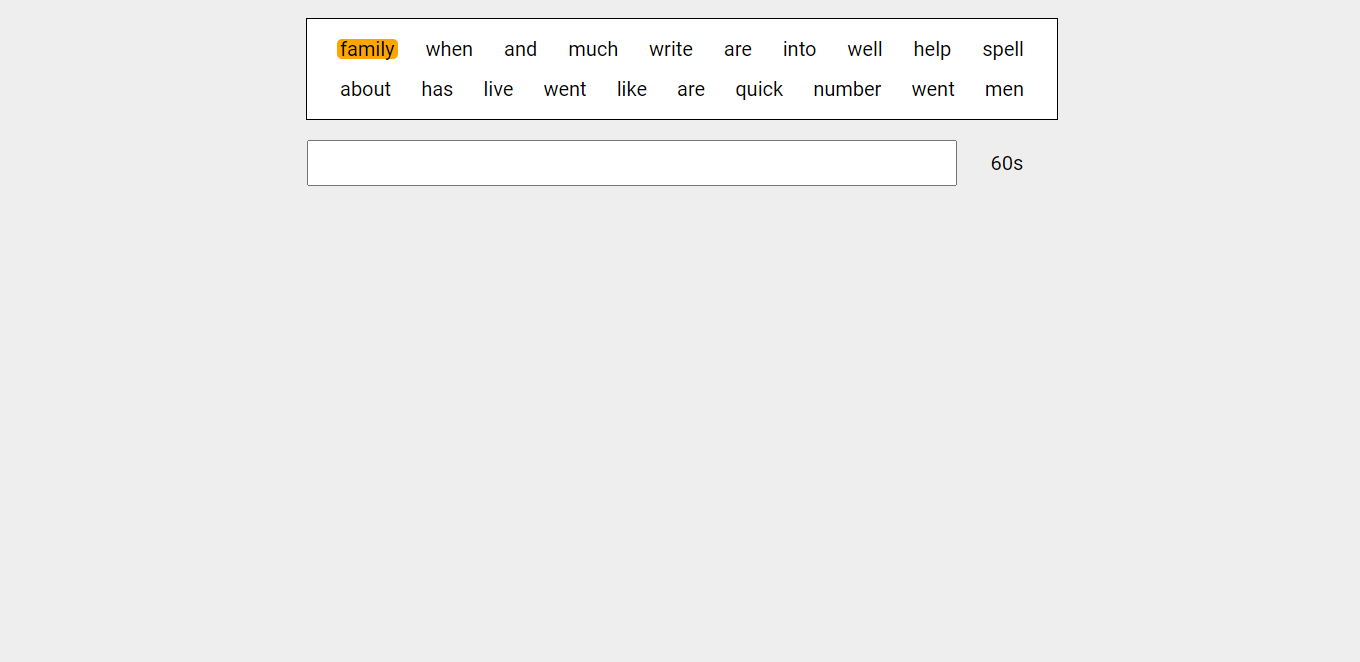 family when and much write are into well help spell
about has live went like are quick number went men
60s